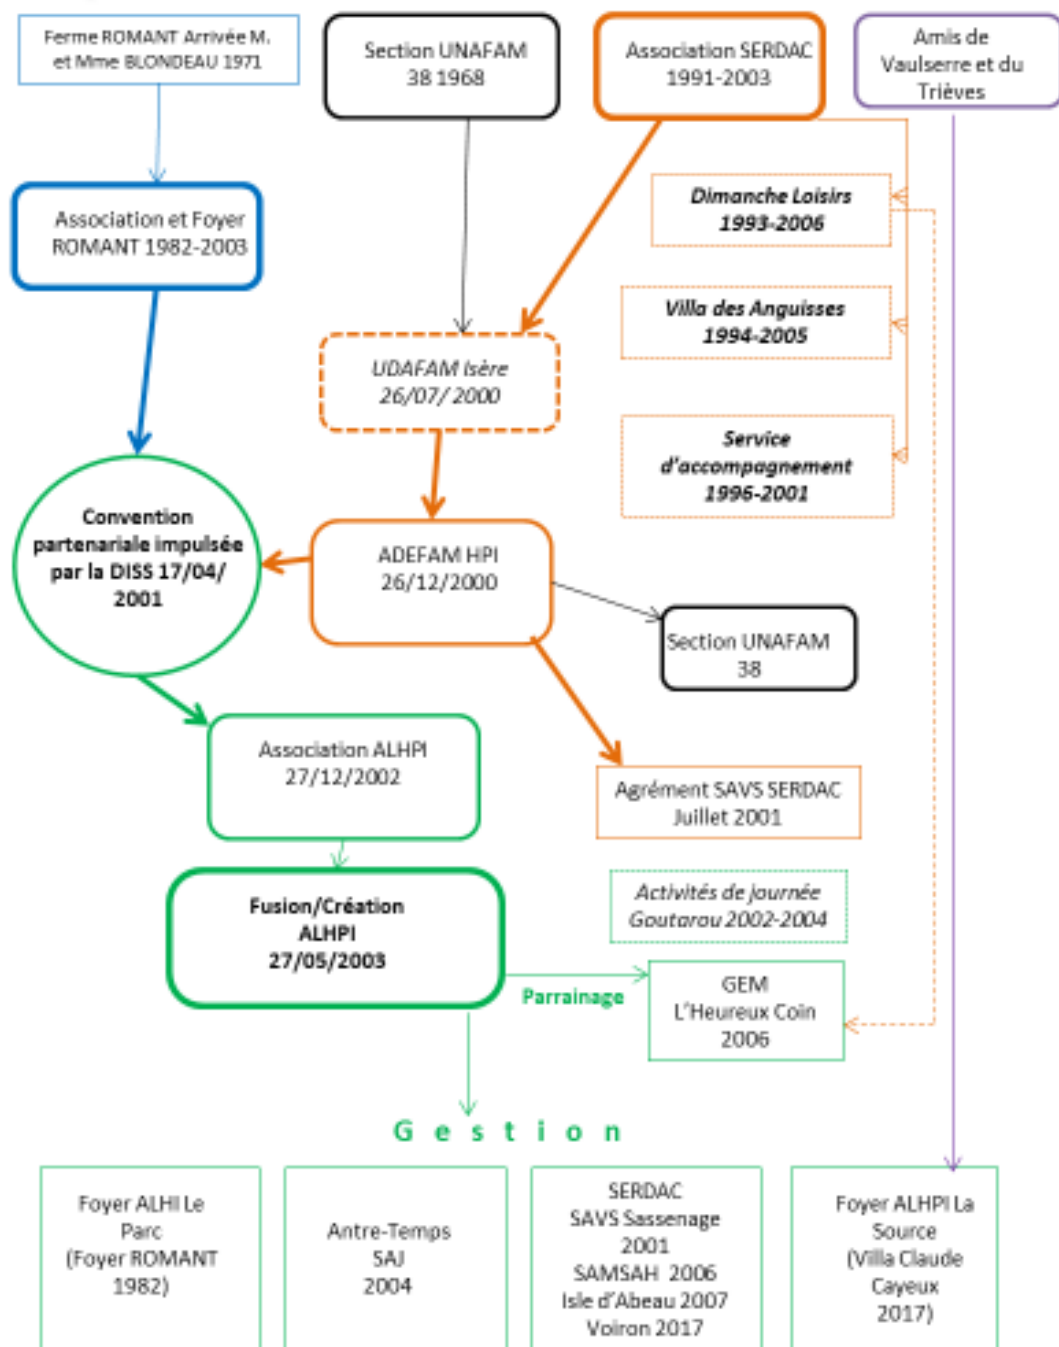 Ferme ROMANT Arrivée M.
et Mme BLONDEAU 1971
Section UNAFAM
38 1968
Association SERDAC
1991-2003
Amis de
Vaulserre et du
Trièves
Association et Foyer
ROMANT 1982-2003
Dimanche Loisirs
1993-2006
Villa des Anguisses
1994-2005
UDAFAM Isère
26/07/ 2000
Service
d'accompagnement
1996-2001
Convention
partenariale impulsée
par la DISS 17/04/
2001
ADEFAM HPI
26/12/2000
Section UNAFAM
38
Association ALHPI
27/12/2002
Agrément SAVS SERDAC
Juillet 2001
Fusion/Création
ALHPI
27/05/2003
Activités de journée
Goutarou 2002-2004
Parrainage
GEM
L'Heureux Coin
2006
Gestion
Foyer ALHI Le
Parc
(Foyer ROMANT
1982)
Antre-Temps
SAJ
2004
SERDAC
SAVS Sassenage
2001
SAMSAH 2006
Isle d'Abeau 2007
Voiron 2017
Foyer ALHPI La
Source
(Villa Claude
Cayeux
2017)